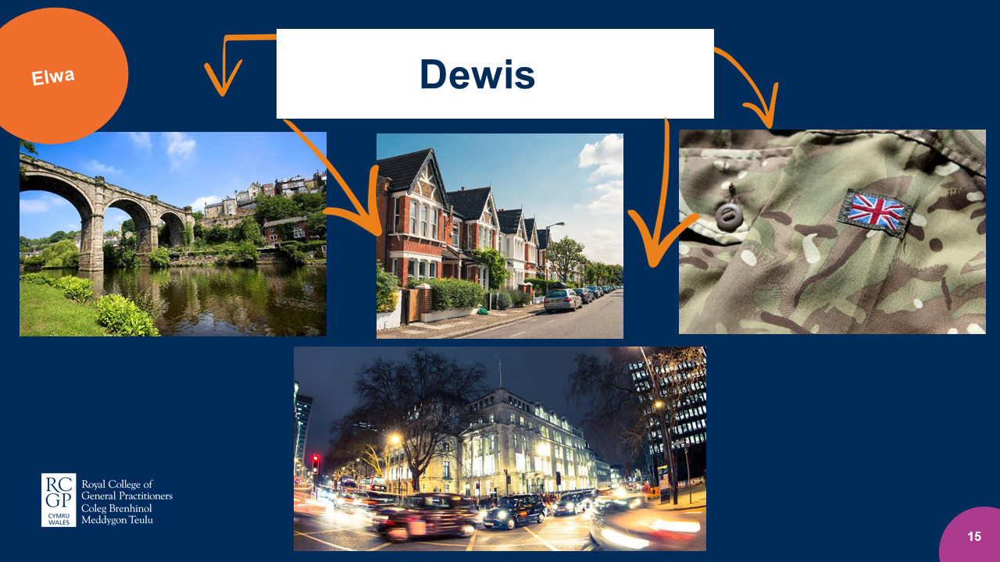 Elwa
Dewis
RC
GP
CYMRU
WALES
Royal College of
General Practitioners
Coleg Brenhinol
Meddygon Teulu
15